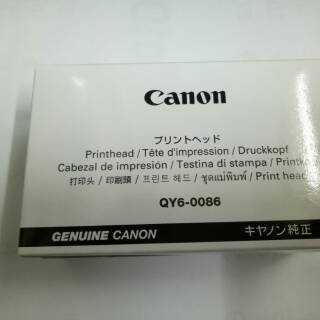 Canon
プリントヘッド
Printhead / Tête d'impression / Druckkopf
Cabezal de impresión / Testina di stampa /
打印头 / 印刷頭 / 프린트 헤드 / ชุดแม่พิมพ์ / Print head
QY6-0086
GENUINE CANON キヤノン純正